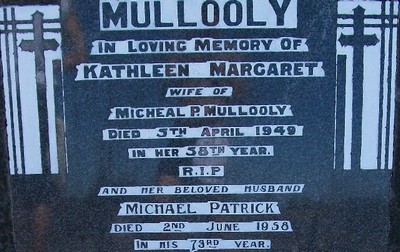 MULLOOLY
IN LOVING MEMORY OF
KATHLEEN MARGARET
WIFE OF
MICHEAL P. MULLOOLY
DIED 5TH APRIL 1949
IN HER 58TH YEAR.
R.I.P
AND HER BELOVED HUSBAND
MICHAEL PATRICK
DIED 2ND JUNE 1958
IN HIS 73RD YEAR.